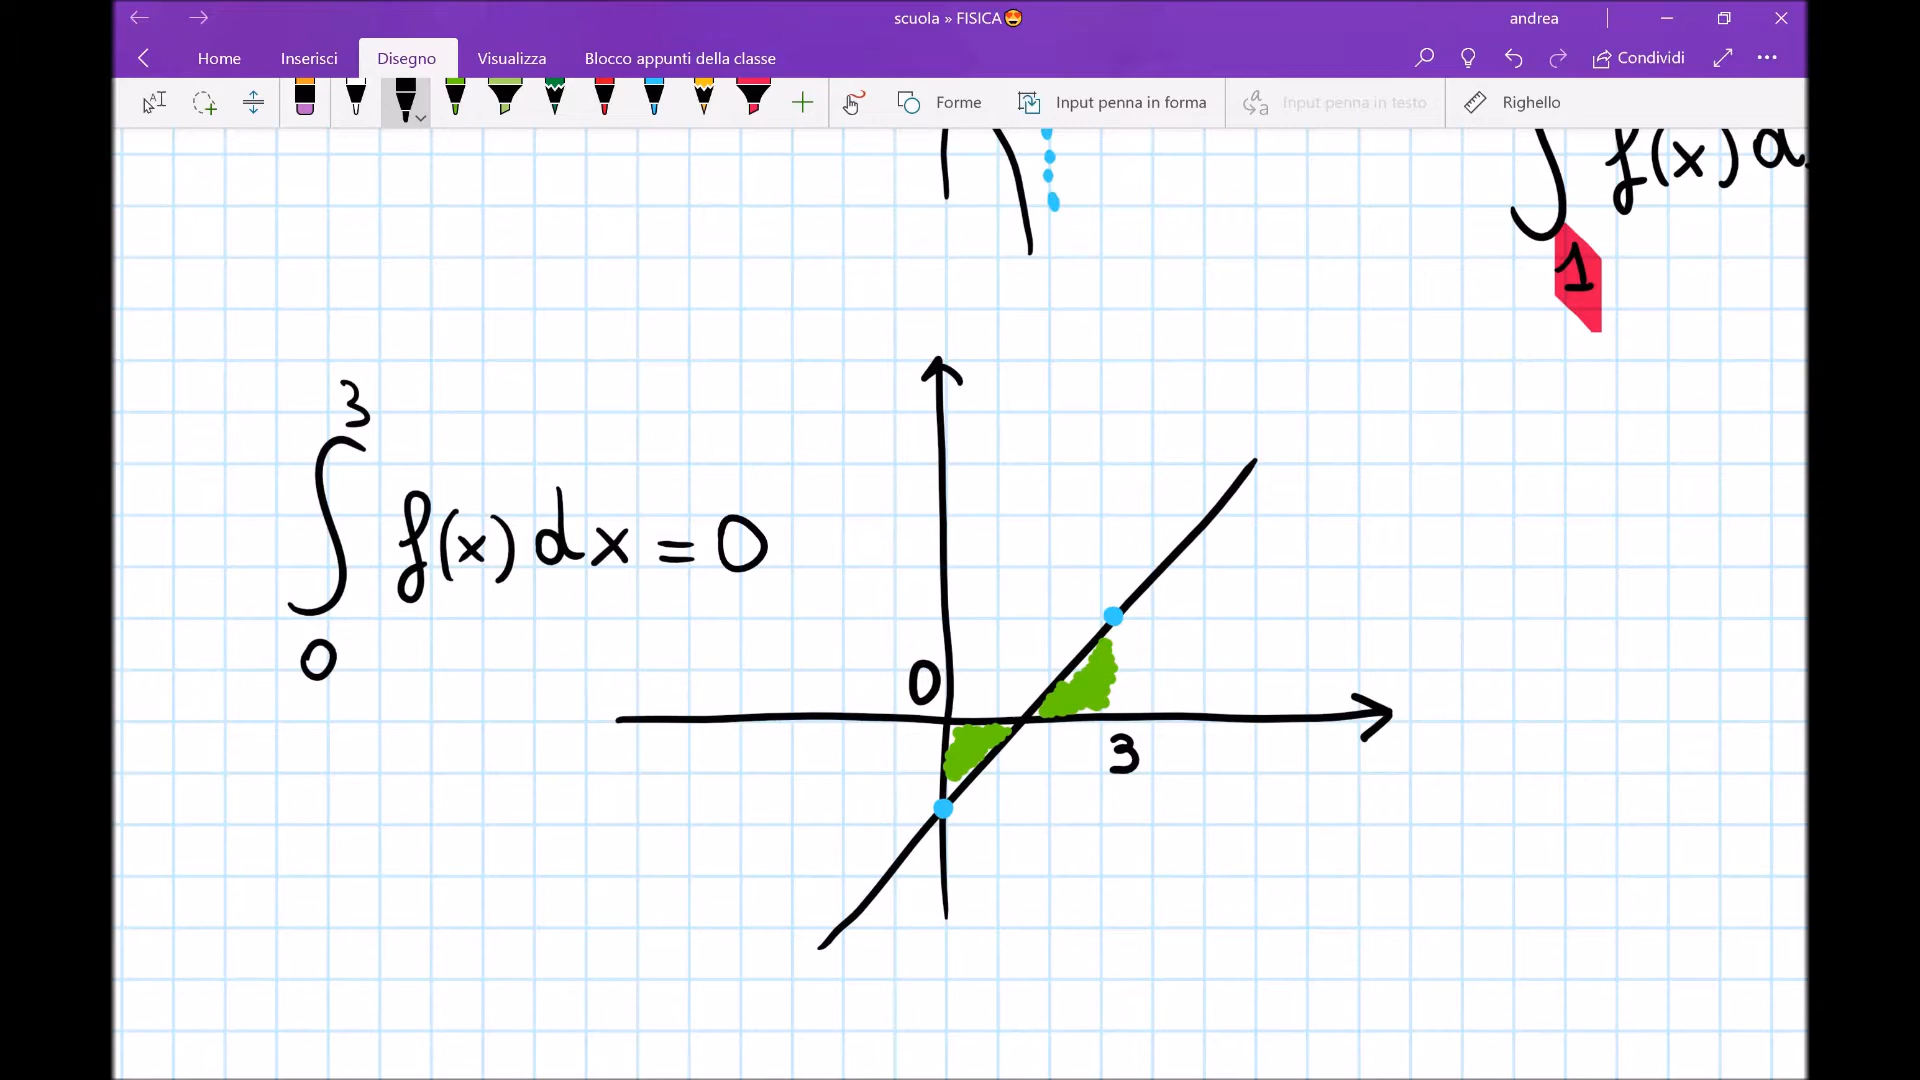 scuola » FISICA😍
andrea
Home Inserisci Disegno Visualizza Blocco appunti della classe
Condividi
Forme Input penna in forma Input penna in testo Righello
∫ f(x) d
1
3
∫ f(x) dx = 0
0
0
3